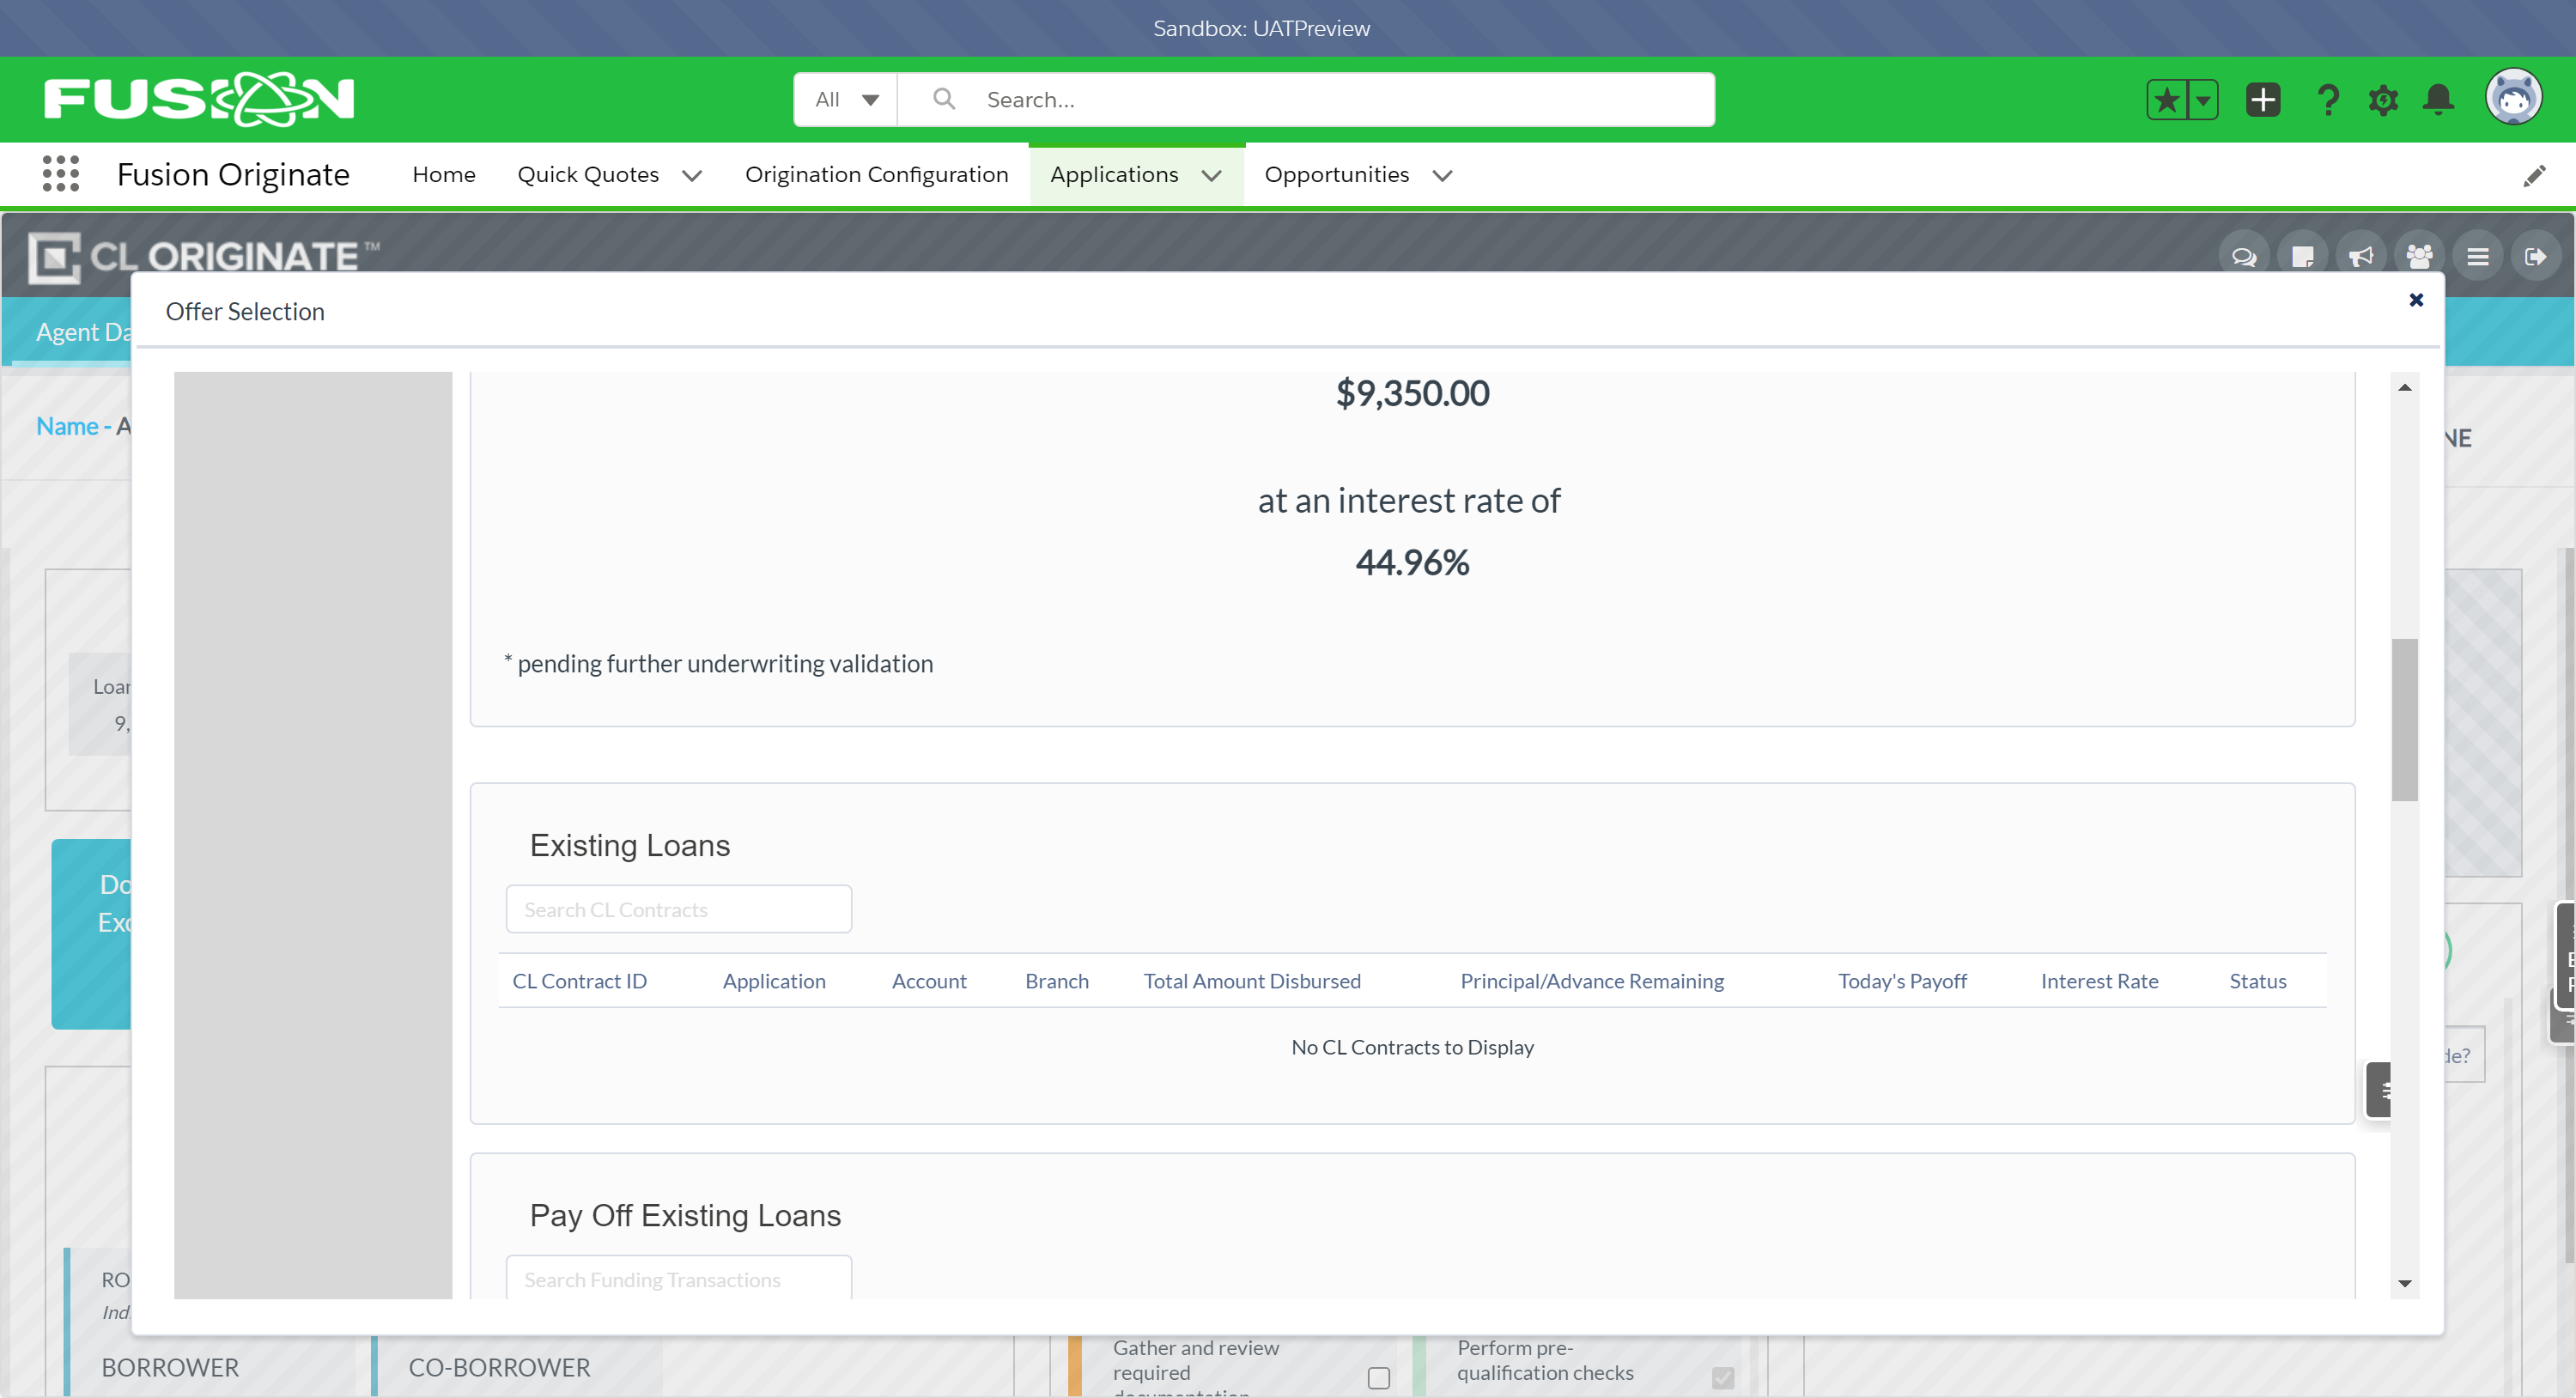 Sandbox: UATPreview
FUSION
All
Search...
Fusion Originate
Home
Quick Quotes
Origination Configuration
Applications
Opportunities
CL ORIGINATE™
Agent Da
Offer Selection
Name - A
NE
$9,350.00
at an interest rate of
44.96%
* pending further underwriting validation
Loan
9,
Do
Exc
Existing Loans
Search CL Contracts
CL Contract ID Application Account Branch Total Amount Disbursed Principal/Advance Remaining Today's Payoff Interest Rate Status
No CL Contracts to Display
de?
Pay Off Existing Loans
Search Funding Transactions
RO
Ind.
BORROWER
CO-BORROWER
Gather and review
required
Perform pre-
qualification checks